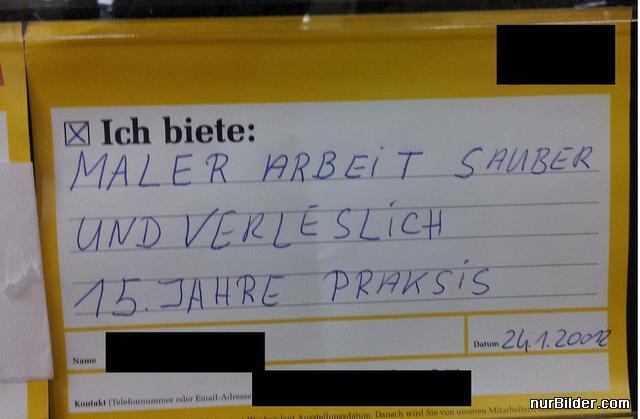 ☒ Ich biete:
MALER ARBEIT SAUBER
UND VERLESLICH
15. JAHRE PRAKSIS
Name
Datum 24.1.20012
Kontakt (Telefonnummer oder Email-Adresse
nurBilder.com